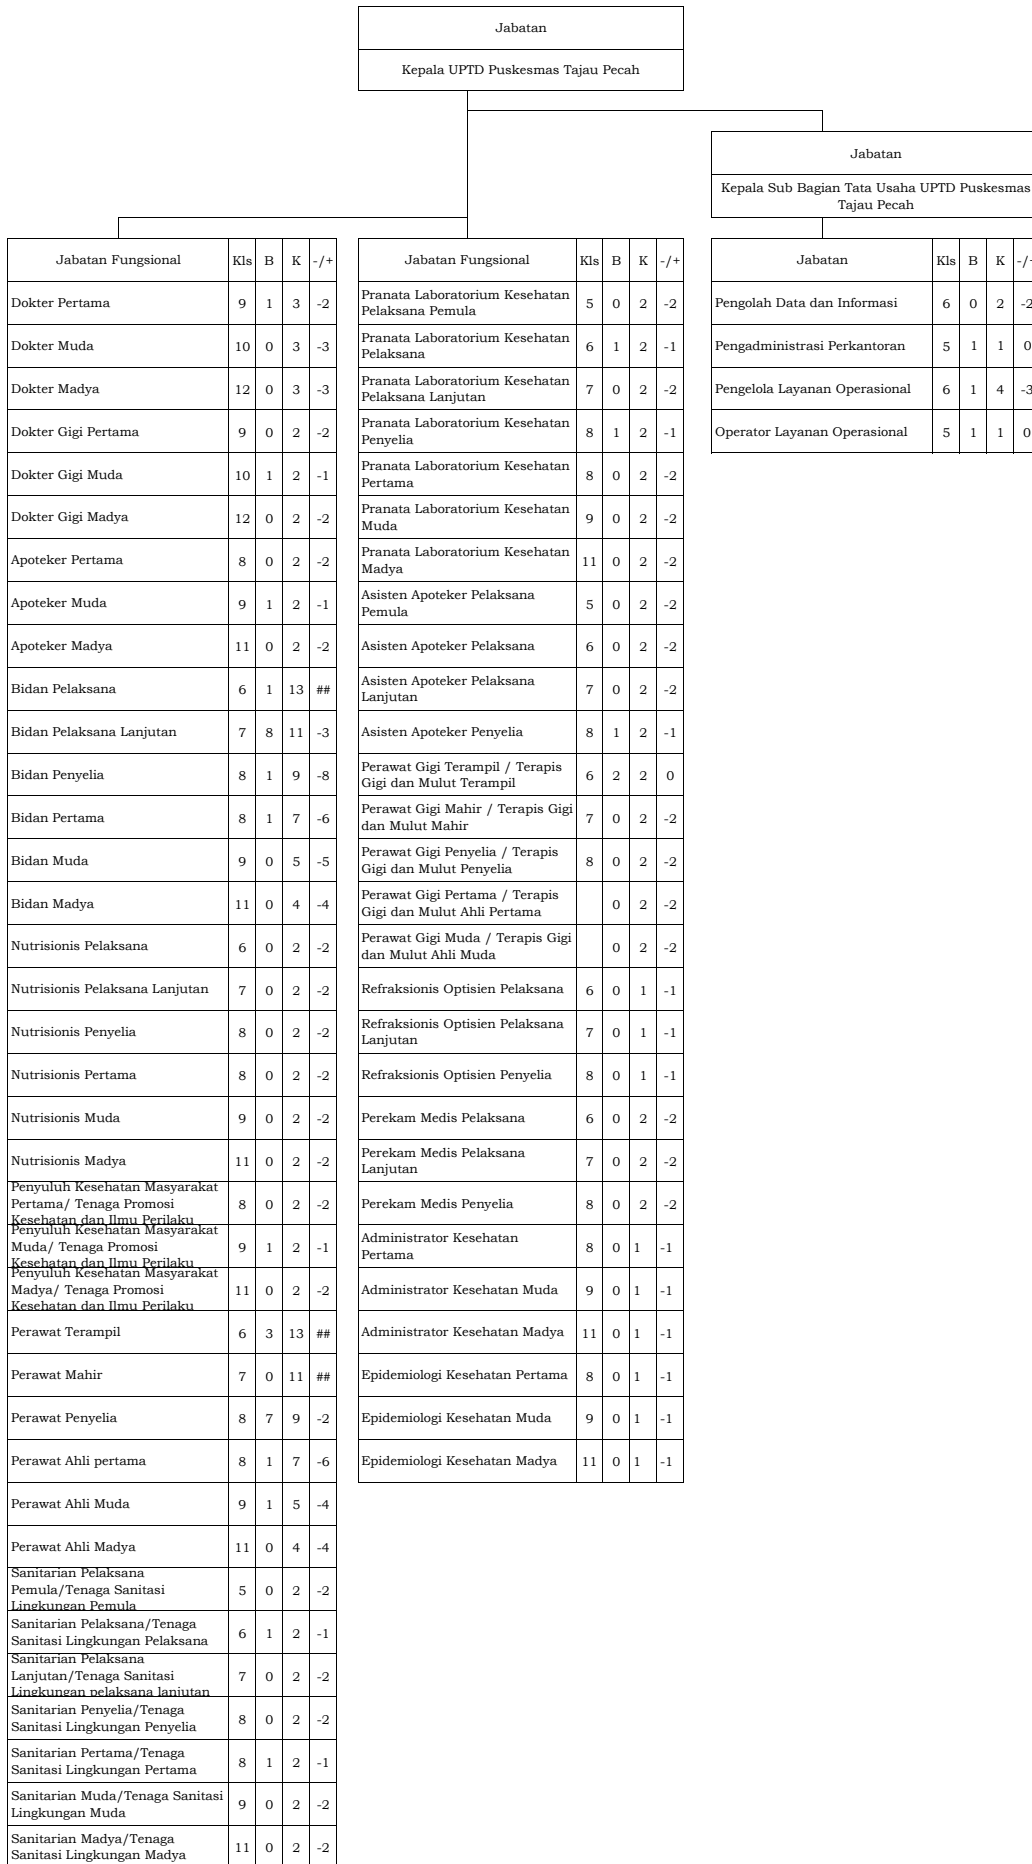 Jabatan
Kepala UPTD Puskesmas Tajau Pecah
Jabatan
Kepala Sub Bagian Tata Usaha UPTD Puskesmas
Tajau Pecah
Jabatan Fungsional Kls B K -/+
Dokter Pertama 9 1 3 -2
Dokter Muda 10 0 3 -3
Dokter Madya 12 0 3 -3
Dokter Gigi Pertama 9 0 2 -2
Dokter Gigi Muda 10 1 2 -1
Dokter Gigi Madya 12 0 2 -2
Apoteker Pertama 8 0 2 -2
Apoteker Muda 9 1 2 -1
Apoteker Madya 11 0 2 -2
Bidan Pelaksana 6 1 13 ##
Bidan Pelaksana Lanjutan 7 8 11 -3
Bidan Penyelia 8 1 9 -8
Bidan Pertama 8 1 7 -6
Bidan Muda 9 0 5 -5
Bidan Madya 11 0 4 -4
Nutrisionis Pelaksana 6 0 2 -2
Nutrisionis Pelaksana Lanjutan 7 0 2 -2
Nutrisionis Penyelia 8 0 2 -2
Nutrisionis Pertama 8 0 2 -2
Nutrisionis Muda 9 0 2 -2
Nutrisionis Madya 11 0 2 -2
Penyuluh Kesehatan Masyarakat
Pertama/ Tenaga Promosi 8 0 2 -2
Kesehatan dan Ilmu Perilaku
Penyuluh Kesehatan Masyarakat
Muda/ Tenaga Promosi 9 1 2 -1
Kesehatan dan Ilmu Perilaku
Penyuluh Kesehatan Masyarakat
Madya/ Tenaga Promosi 11 0 2 -2
Kesehatan dan Ilmu Perilaku
Perawat Terampil 6 3 13 ##
Perawat Mahir 7 0 11 ##
Perawat Penyelia 8 7 9 -2
Perawat Ahli pertama 8 1 7 -6
Perawat Ahli Muda 9 1 5 -4
Perawat Ahli Madya 11 0 4 -4
Sanitarian Pelaksana
Pemula/Tenaga Sanitasi 5 0 2 -2
Lingkungan Pemula
Sanitarian Pelaksana/Tenaga
Sanitasi Lingkungan Pelaksana 6 1 2 -1
Sanitarian Pelaksana
Lanjutan/Tenaga Sanitasi 7 0 2 -2
Lingkungan pelaksana lanjutan
Sanitarian Penyelia/Tenaga
Sanitasi Lingkungan Penyelia 8 0 2 -2
Sanitarian Pertama/Tenaga
Sanitasi Lingkungan Pertama 8 1 2 -1
Sanitarian Muda/Tenaga Sanitasi
Lingkungan Muda 9 0 2 -2
Sanitarian Madya/Tenaga
Sanitasi Lingkungan Madya 11 0 2 -2
Jabatan Fungsional Kls B K -/+
Pranata Laboratorium Kesehatan
Pelaksana Pemula 5 0 2 -2
Pranata Laboratorium Kesehatan
Pelaksana 6 1 2 -1
Pranata Laboratorium Kesehatan
Pelaksana Lanjutan 7 0 2 -2
Pranata Laboratorium Kesehatan
Penyelia 8 1 2 -1
Pranata Laboratorium Kesehatan
Pertama 8 0 2 -2
Pranata Laboratorium Kesehatan
Muda 9 0 2 -2
Pranata Laboratorium Kesehatan
Madya 11 0 2 -2
Asisten Apoteker Pelaksana
Pemula 5 0 2 -2
Asisten Apoteker Pelaksana 6 0 2 -2
Asisten Apoteker Pelaksana
Lanjutan 7 0 2 -2
Asisten Apoteker Penyelia 8 1 2 -1
Perawat Gigi Terampil / Terapis
Gigi dan Mulut Terampil 6 2 2 0
Perawat Gigi Mahir / Terapis Gigi
dan Mulut Mahir 7 0 2 -2
Perawat Gigi Penyelia / Terapis
Gigi dan Mulut Penyelia 8 0 2 -2
Perawat Gigi Pertama / Terapis
Gigi dan Mulut Ahli Pertama 0 2 -2
Perawat Gigi Muda / Terapis Gigi
dan Mulut Ahli Muda 0 2 -2
Refraksionis Optisien Pelaksana 6 0 1 -1
Refraksionis Optisien Pelaksana
Lanjutan 7 0 1 -1
Refraksionis Optisien Penyelia 8 0 1 -1
Perekam Medis Pelaksana 6 0 2 -2
Perekam Medis Pelaksana
Lanjutan 7 0 2 -2
Perekam Medis Penyelia 8 0 2 -2
Administrator Kesehatan
Pertama 8 0 1 -1
Administrator Kesehatan Muda 9 0 1 -1
Administrator Kesehatan Madya 11 0 1 -1
Epidemiologi Kesehatan Pertama 8 0 1 -1
Epidemiologi Kesehatan Muda 9 0 1 -1
Epidemiologi Kesehatan Madya 11 0 1 -1
Jabatan Kls B K -/+
Pengolah Data dan Informasi 6 0 2 -2
Pengadministrasi Perkantoran 5 1 1 0
Pengelola Layanan Operasional 6 1 4 -3
Operator Layanan Operasional 5 1 1 0